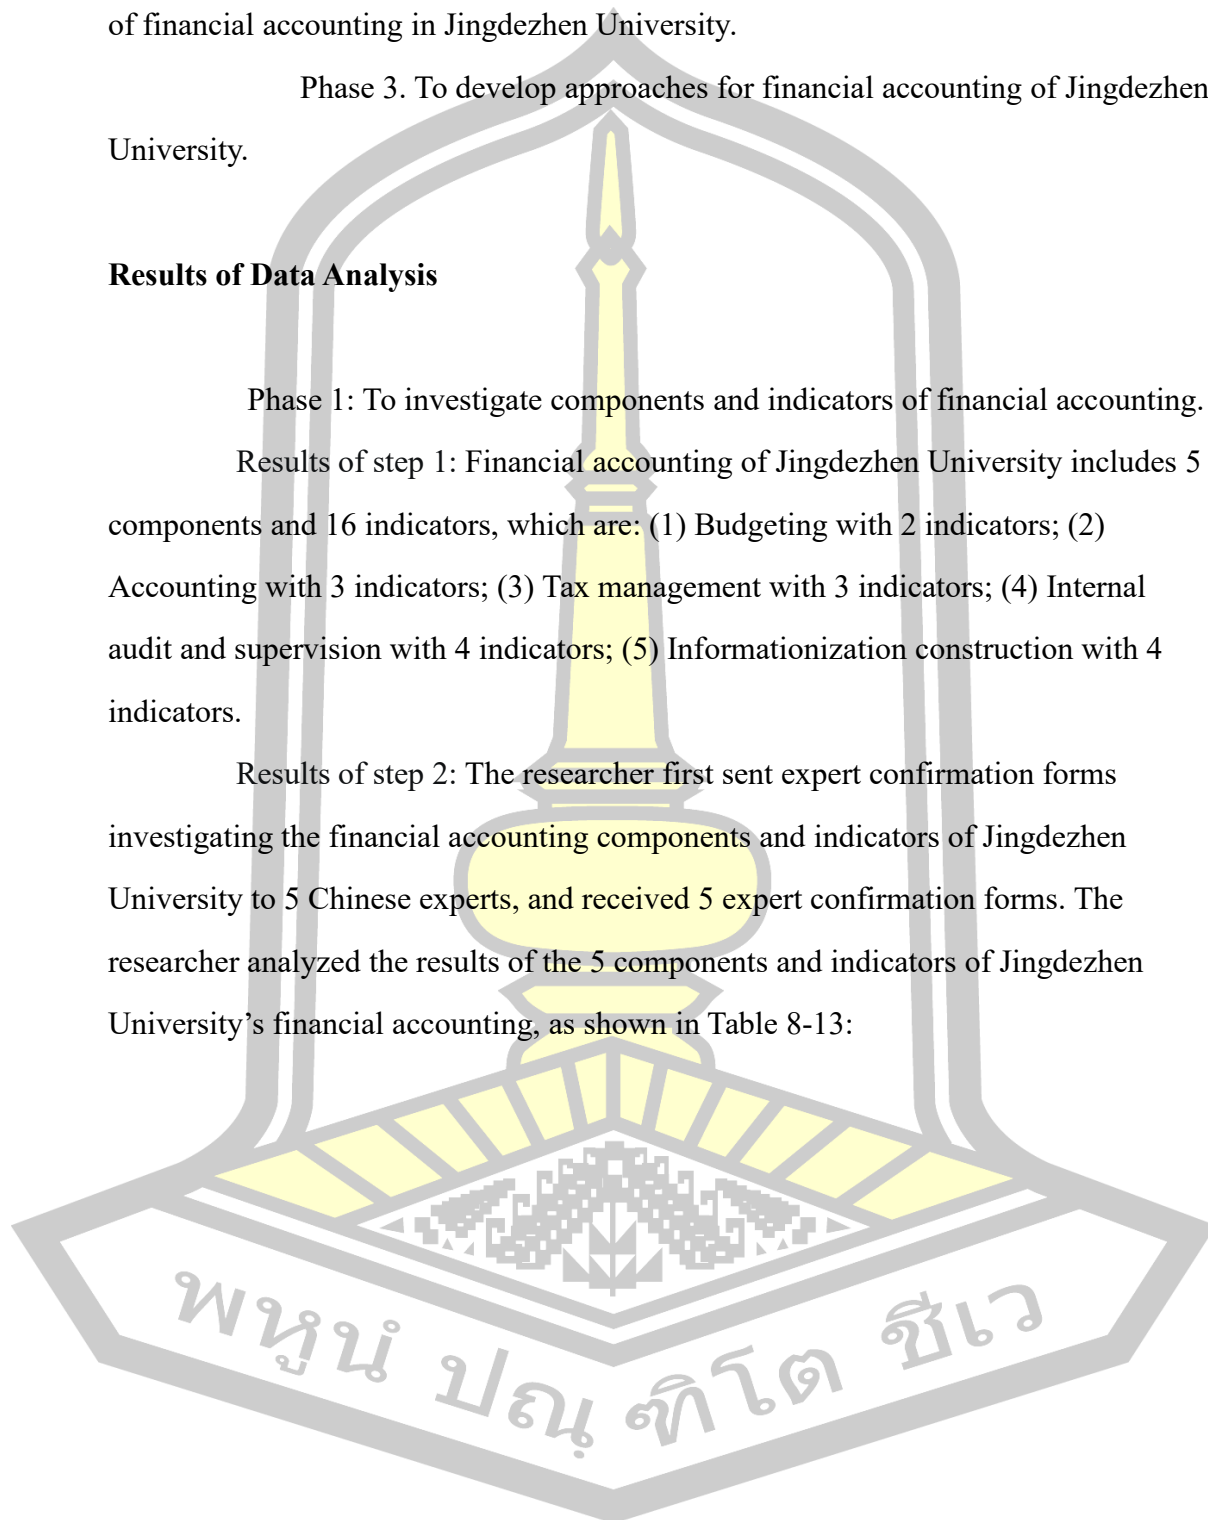 of financial accounting in Jingdezhen University.
Phase 3. To develop approaches for financial accounting of Jingdezhen
University.
Results of Data Analysis
Phase 1: To investigate components and indicators of financial accounting.
Results of step 1: Financial accounting of Jingdezhen University includes 5
components and 16 indicators, which are: (1) Budgeting with 2 indicators; (2)
Accounting with 3 indicators; (3) Tax management with 3 indicators; (4) Internal
audit and supervision with 4 indicators; (5) Informationization construction with 4
indicators.
Results of step 2: The researcher first sent expert confirmation forms
investigating the financial accounting components and indicators of Jingdezhen
University to 5 Chinese experts, and received 5 expert confirmation forms. The
researcher analyzed the results of the 5 components and indicators of Jingdezhen
University’s financial accounting, as shown in Table 8-13:
พหูนํ ปณฺฑิโต ชีเว